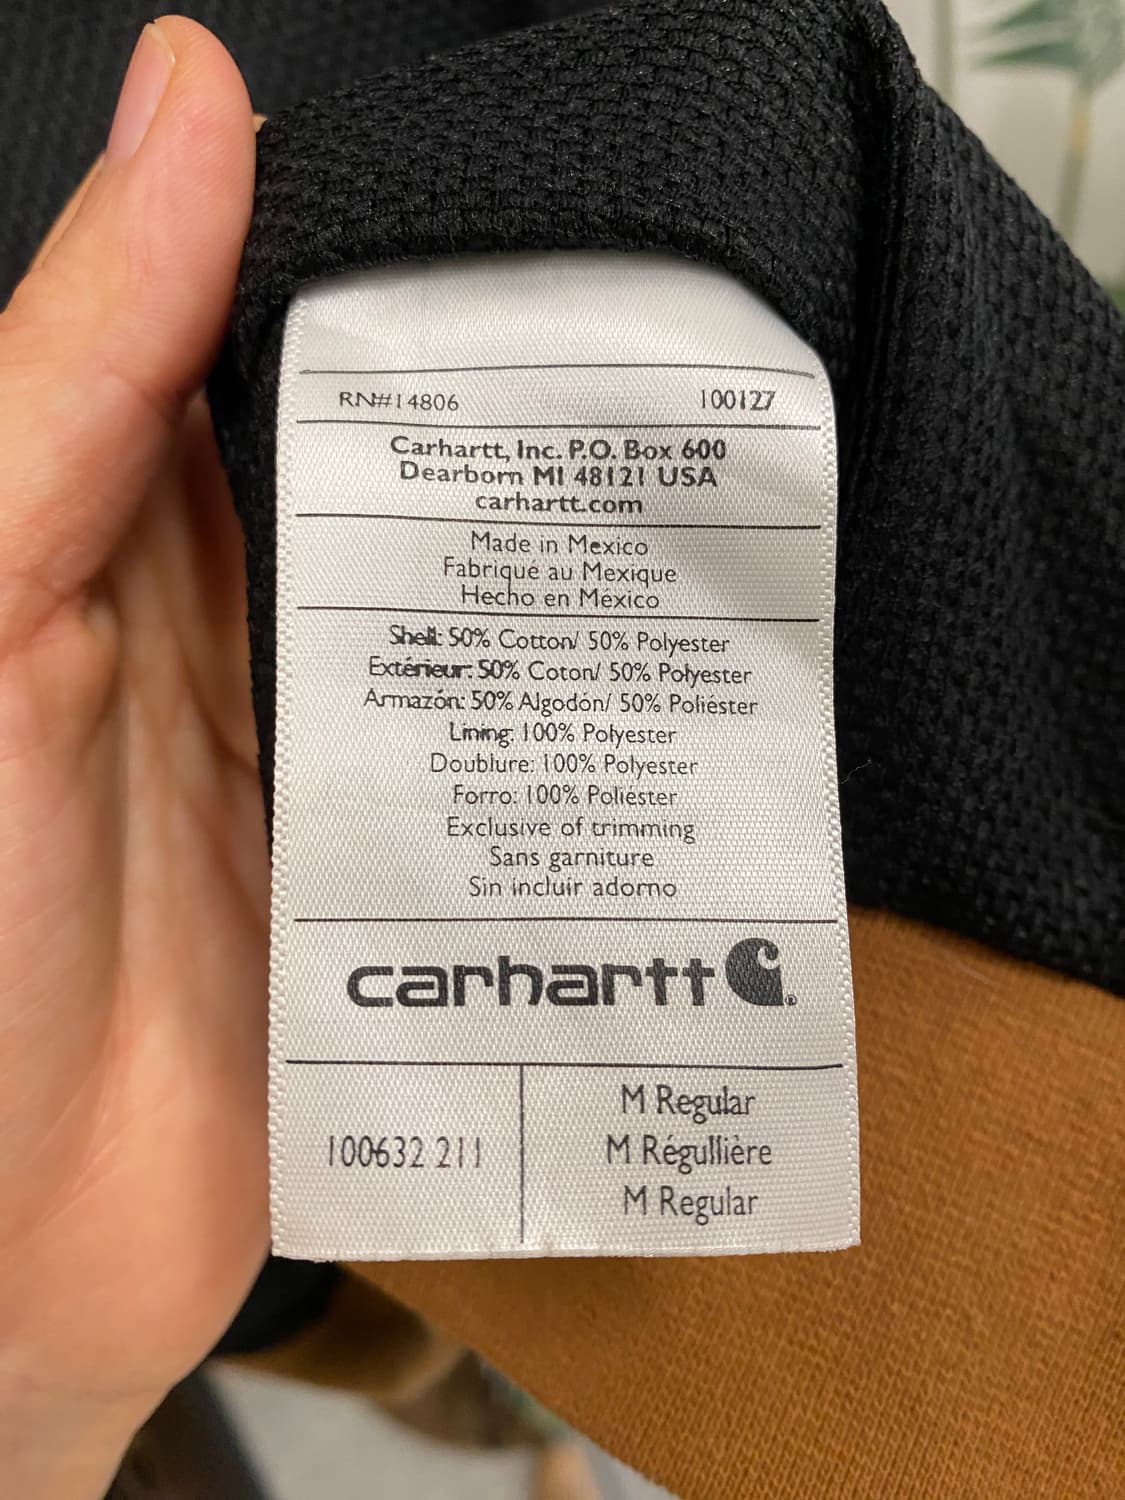 RN#14806 100127
Carhartt, Inc. P.O. Box 600
Dearborn MI 48121 USA
carhartt.com
Made in Mexico
Fabriqué au Mexique
Hecho en México
Shell: 50% Cotton/ 50% Polyester
Extérieur: 50% Coton/ 50% Polyester
Armazón: 50% Algodón/ 50% Poliéster
Lining: 100% Polyester
Doublure: 100% Polyester
Forro: 100% Poliéster
Exclusive of trimming
Sans garniture
Sin incluir adorno
carhartt®
100632 211
M Regular
M Régullière
M Regular